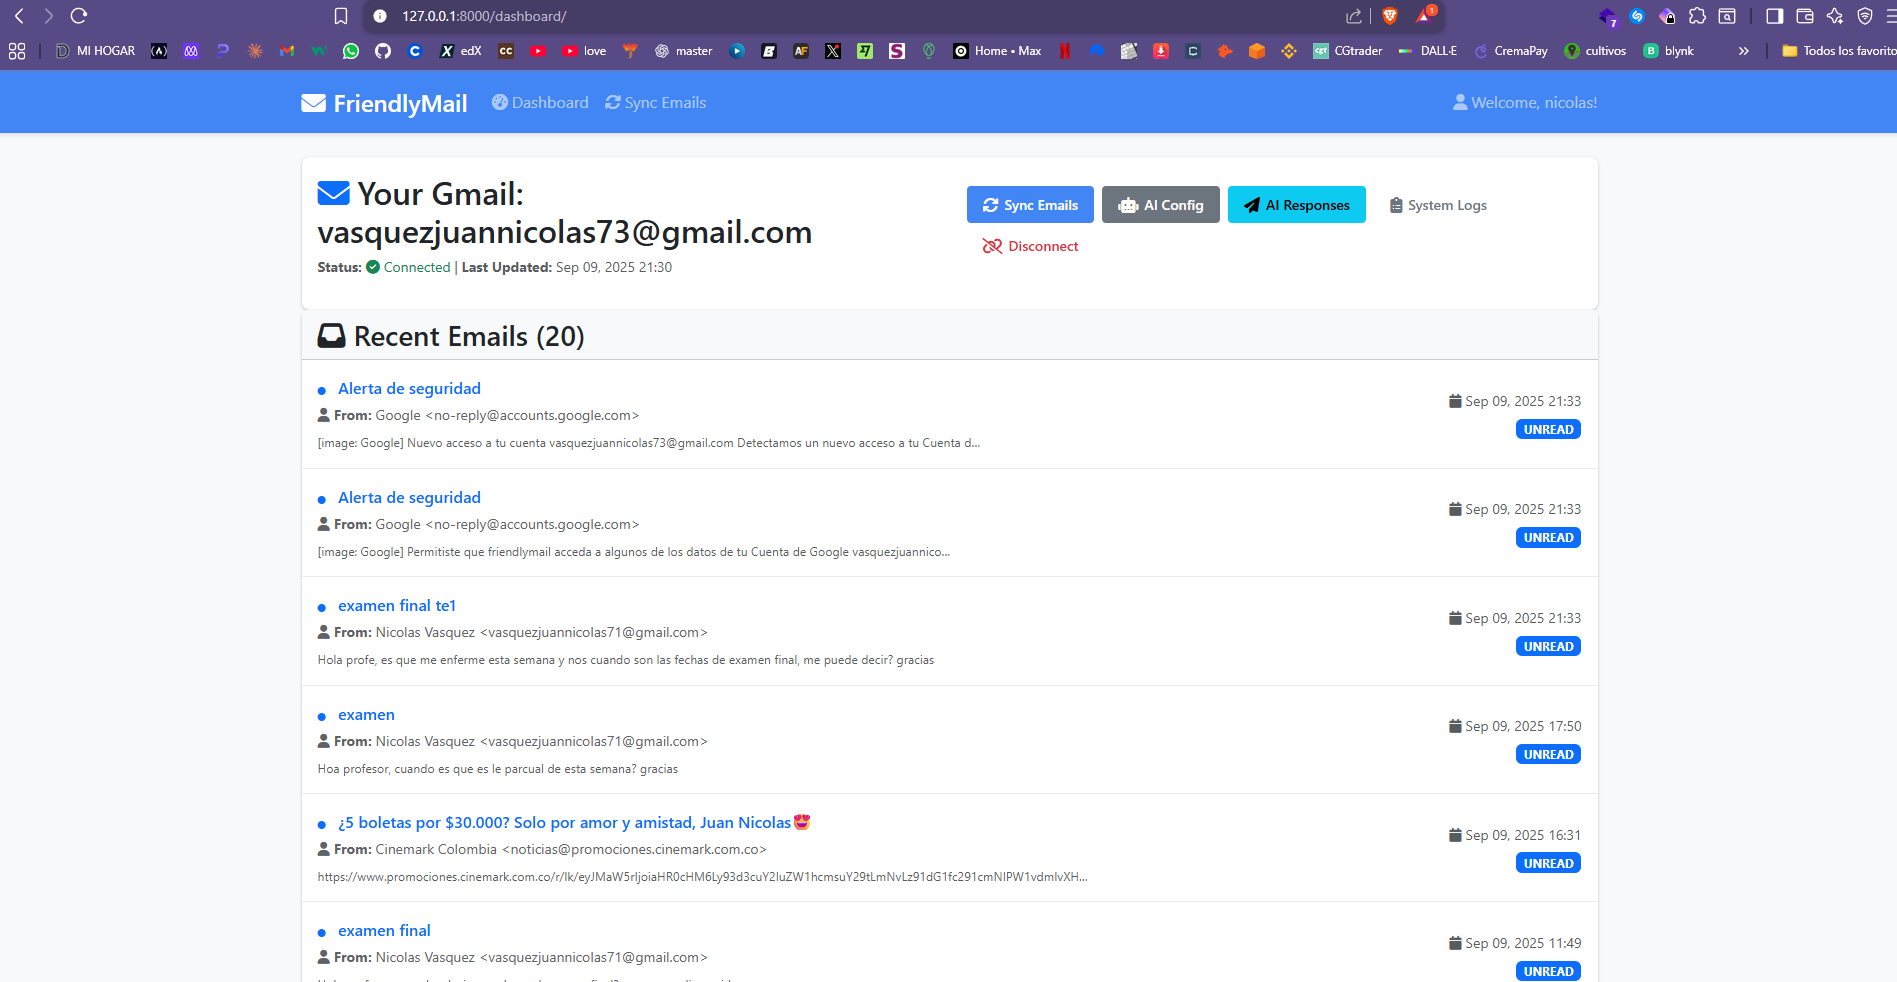 127.0.0.1:8000/dashboard/
1
7
MI HOGAR
edX
CC
love
master
AF
Home • Max
cgt CGtrader
DALL·E
CremaPay
cultivos
B blynk
»
Todos los favorito
FriendlyMail
Dashboard
Sync Emails
Welcome, nicolas!
Your Gmail:
vasquezjuannicolas73@gmail.com
Status: Connected | Last Updated: Sep 09, 2025 21:30
Sync Emails
AI Config
AI Responses
System Logs
Disconnect
Recent Emails (20)
Alerta de seguridad
From: Google <no-reply@accounts.google.com>
[image: Google] Nuevo acceso a tu cuenta vasquezjuannicolas73@gmail.com Detectamos un nuevo acceso a tu Cuenta d...
Sep 09, 2025 21:33
UNREAD
Alerta de seguridad
From: Google <no-reply@accounts.google.com>
[image: Google] Permitiste que friendlymail acceda a algunos de los datos de tu Cuenta de Google vasquezjuannico...
Sep 09, 2025 21:33
UNREAD
examen final te1
From: Nicolas Vasquez <vasquezjuannicolas71@gmail.com>
Hola profe, es que me enferme esta semana y nos cuando son las fechas de examen final, me puede decir? gracias
Sep 09, 2025 21:33
UNREAD
examen
From: Nicolas Vasquez <vasquezjuannicolas71@gmail.com>
Hoa profesor, cuando es que es le parcual de esta semana? gracias
Sep 09, 2025 17:50
UNREAD
¿5 boletas por $30.000? Solo por amor y amistad, Juan Nicolas😍
From: Cinemark Colombia <noticias@promociones.cinemark.com.co>
Sep 09, 2025 16:31
UNREAD
examen final
From: Nicolas Vasquez <vasquezjuannicolas71@gmail.com>
Sep 09, 2025 11:49
UNREAD